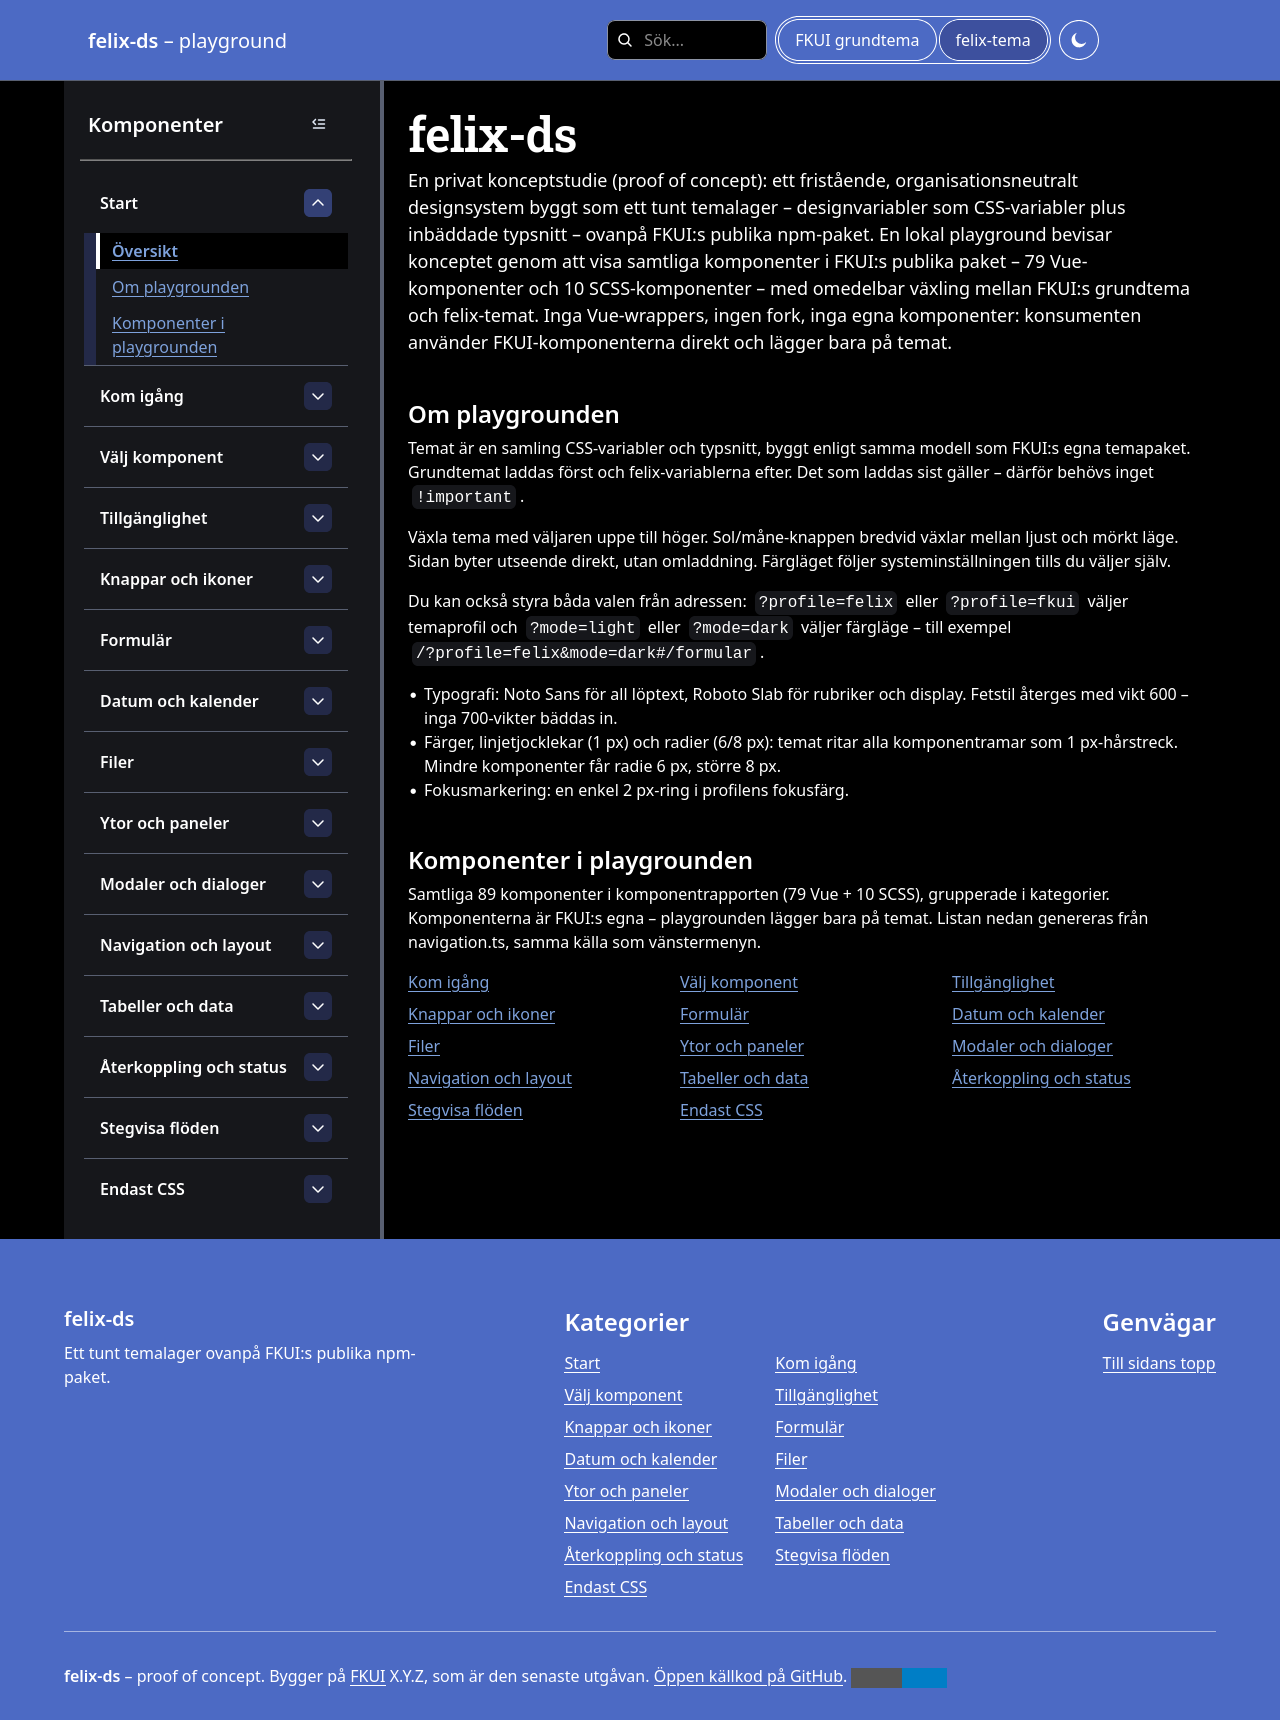 felix-ds – playground
Sök...
FKUI grundtema
felix-tema
Komponenter
Start
Översikt
Om playgrounden
Komponenter i
playgrounden
Kom igång
Välj komponent
Tillgänglighet
Knappar och ikoner
Formulär
Datum och kalender
Filer
Ytor och paneler
Modaler och dialoger
Navigation och layout
Tabeller och data
Återkoppling och status
Stegvisa flöden
Endast CSS
felix-ds
En privat konceptstudie (proof of concept): ett fristående, organisationsneutralt
designsystem byggt som ett tunt temalager – designvariabler som CSS-variabler plus
inbäddade typsnitt – ovanpå FKUI:s publika npm-paket. En lokal playground bevisar
konceptet genom att visa samtliga komponenter i FKUI:s publika paket – 79 Vue-
komponenter och 10 SCSS-komponenter – med omedelbar växling mellan FKUI:s grundtema
och felix-temat. Inga Vue-wrappers, ingen fork, inga egna komponenter: konsumenten
använder FKUI-komponenterna direkt och lägger bara på temat.
Om playgrounden
Temat är en samling CSS-variabler och typsnitt, byggt enligt samma modell som FKUI:s egna temapaket.
Grundtemat laddas först och felix-variablerna efter. Det som laddas sist gäller – därför behövs inget
!important .
Växla tema med väljaren uppe till höger. Sol/måne-knappen bredvid växlar mellan ljust och mörkt läge.
Sidan byter utseende direkt, utan omladdning. Färgläget följer systeminställningen tills du väljer själv.
Du kan också styra båda valen från adressen: ?profile=felix eller ?profile=fkui väljer
temaprofil och ?mode=light eller ?mode=dark väljer färgläge – till exempel
/?profile=felix&mode=dark#/formular .
• Typografi: Noto Sans för all löptext, Roboto Slab för rubriker och display. Fetstil återges med vikt 600 –
inga 700-vikter bäddas in.
• Färger, linjetjocklekar (1 px) och radier (6/8 px): temat ritar alla komponentramar som 1 px-hårstreck.
Mindre komponenter får radie 6 px, större 8 px.
• Fokusmarkering: en enkel 2 px-ring i profilens fokusfärg.
Komponenter i playgrounden
Samtliga 89 komponenter i komponentrapporten (79 Vue + 10 SCSS), grupperade i kategorier.
Komponenterna är FKUI:s egna – playgrounden lägger bara på temat. Listan nedan genereras från
navigation.ts, samma källa som vänstermenyn.
Kom igång
Välj komponent
Tillgänglighet
Knappar och ikoner
Formulär
Datum och kalender
Filer
Ytor och paneler
Modaler och dialoger
Navigation och layout
Tabeller och data
Återkoppling och status
Stegvisa flöden
Endast CSS
felix-ds
Ett tunt temalager ovanpå FKUI:s publika npm-
paket.
Kategorier
Start
Kom igång
Välj komponent
Tillgänglighet
Knappar och ikoner
Formulär
Datum och kalender
Filer
Ytor och paneler
Modaler och dialoger
Navigation och layout
Tabeller och data
Återkoppling och status
Stegvisa flöden
Endast CSS
Genvägar
Till sidans topp
felix-ds – proof of concept. Bygger på FKUI X.Y.Z, som är den senaste utgåvan. Öppen källkod på GitHub.